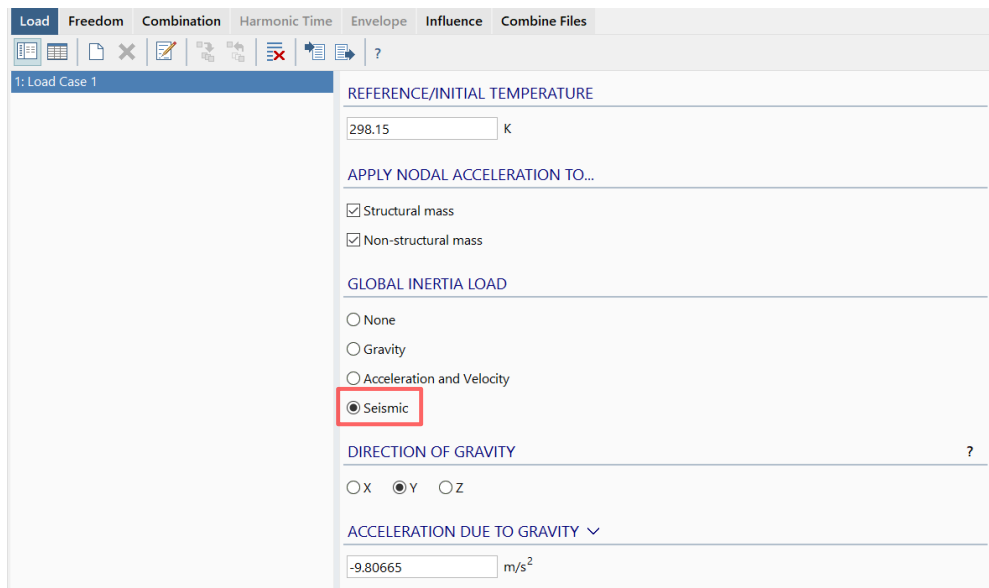 Load Freedom Combination Harmonic Time Envelope Influence Combine Files
?
1: Load Case 1
REFERENCE/INITIAL TEMPERATURE
298.15 K
APPLY NODAL ACCELERATION TO...
Structural mass
Non-structural mass
GLOBAL INERTIA LOAD
None
Gravity
Acceleration and Velocity
Seismic
DIRECTION OF GRAVITY ?
X Y Z
ACCELERATION DUE TO GRAVITY
-9.80665 m/s²